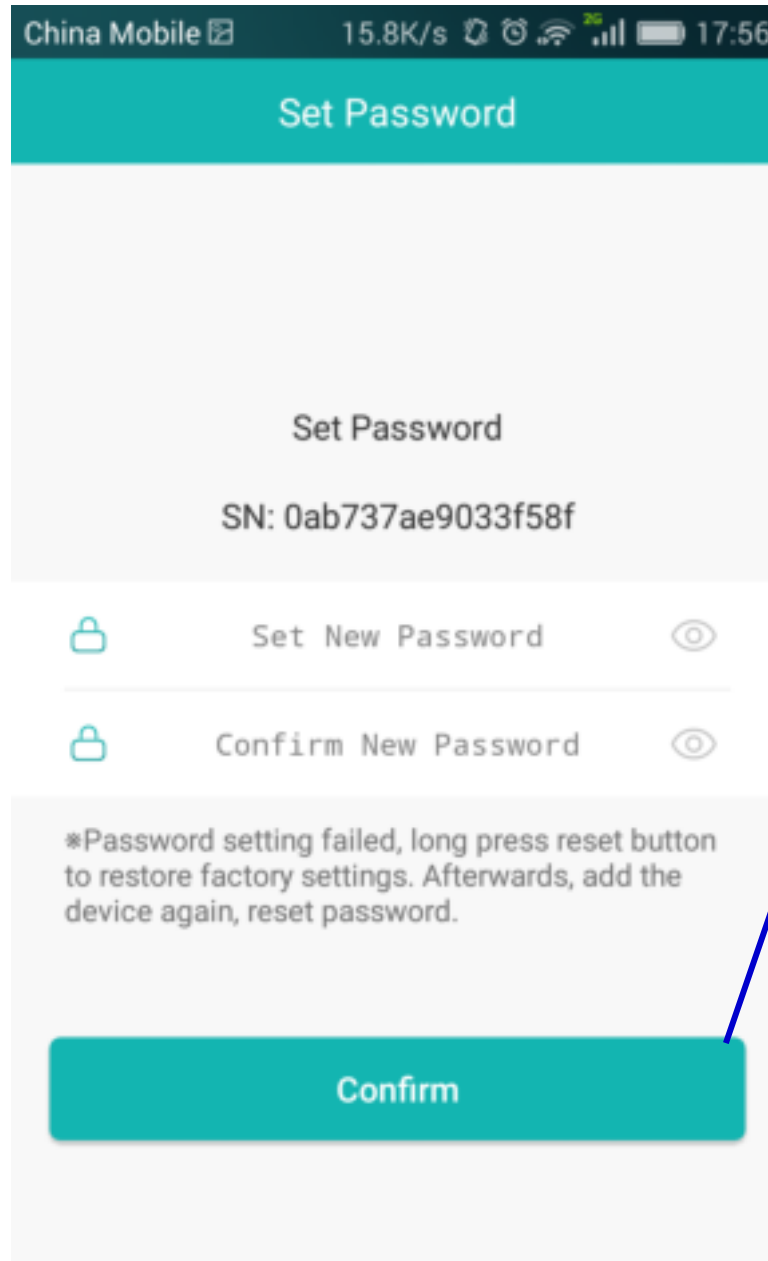 China Mobile 15.8K/s 2G 17:56
Set Password
Set Password
SN: 0ab737ae9033f58f
Set New Password
Confirm New Password
※Password setting failed, long press reset button
to restore factory settings. Afterwards, add the
device again, reset password.
Confirm